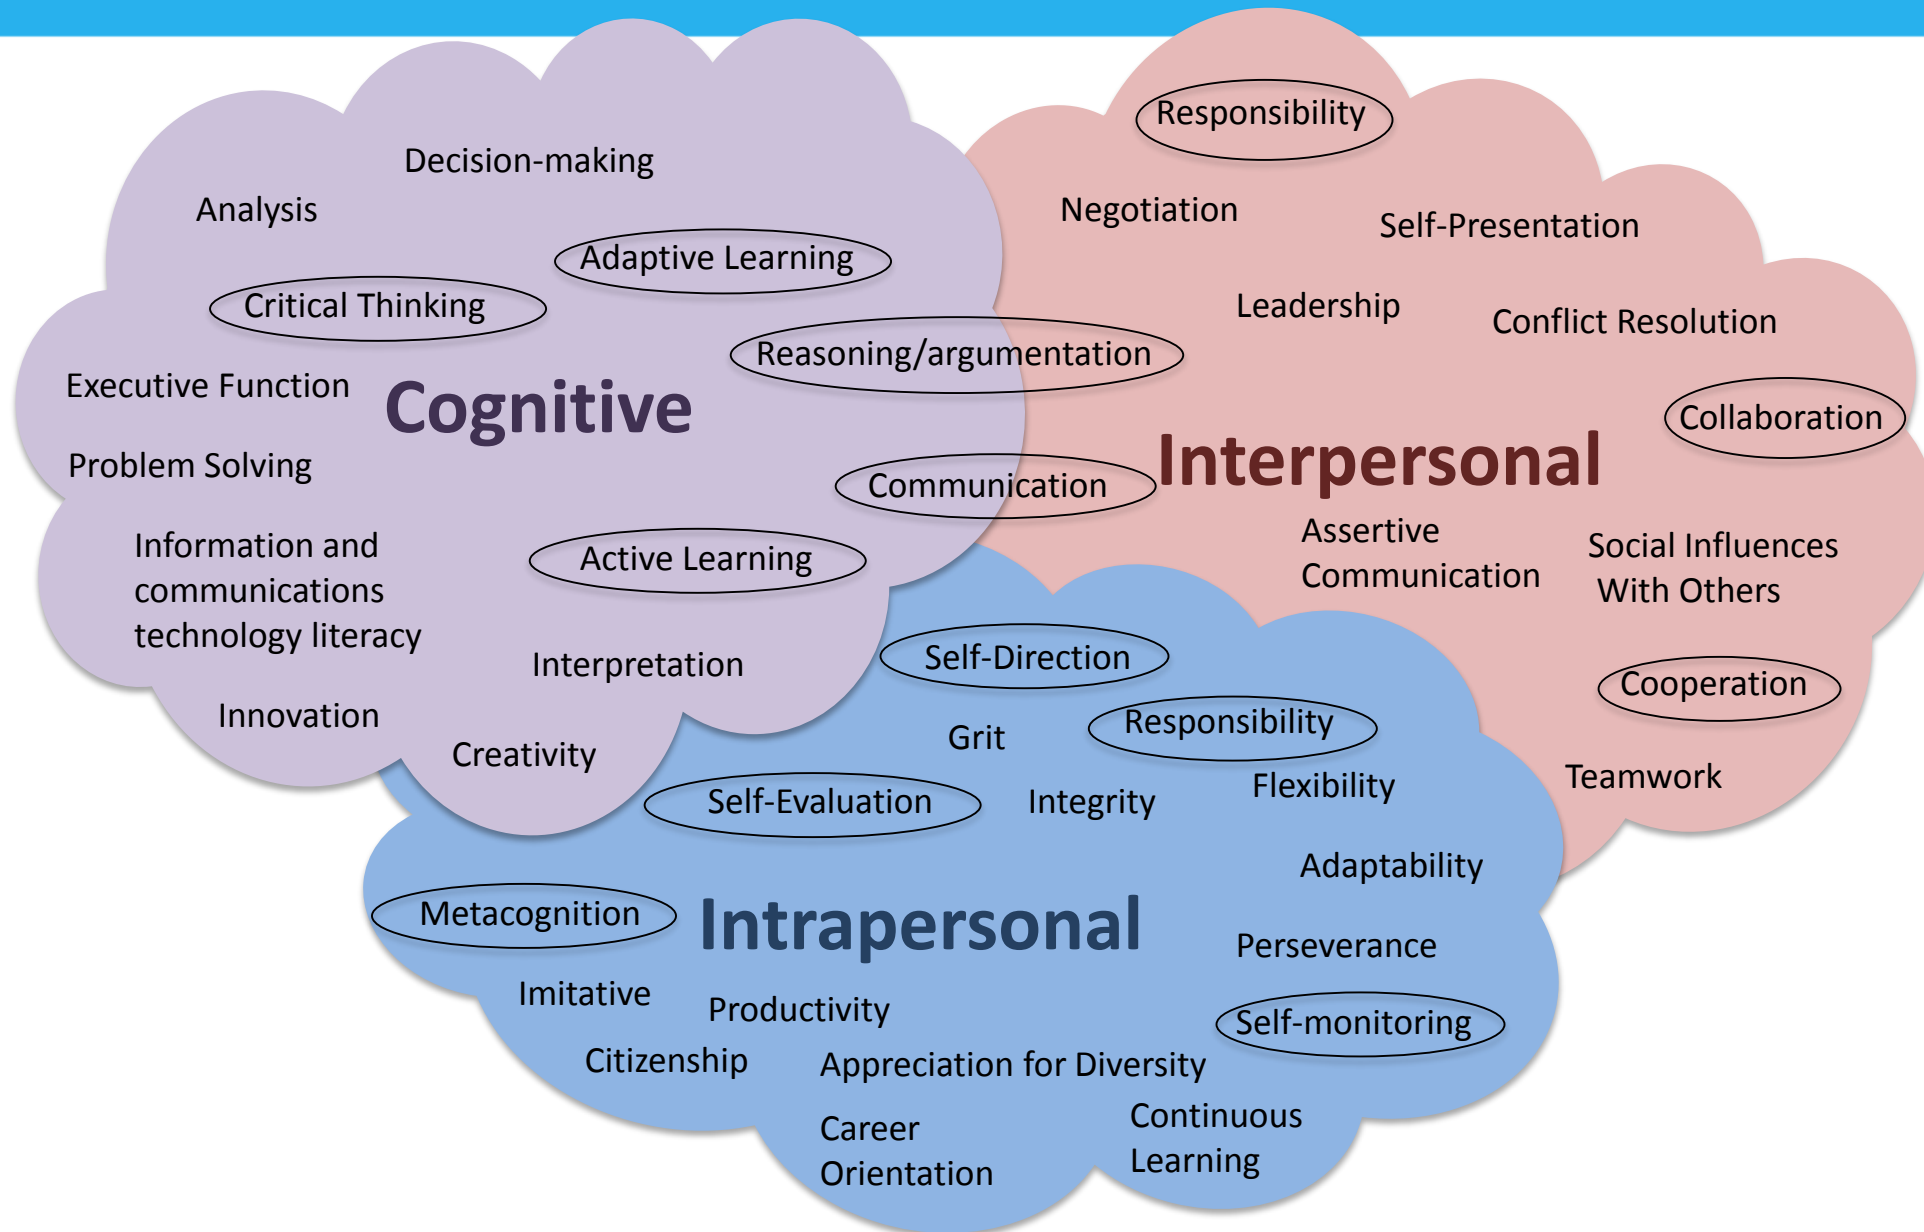 Responsibility
Decision-making
Analysis
Negotiation
Self-Presentation
Adaptive Learning
Critical Thinking
Leadership
Conflict Resolution
Reasoning/argumentation
Executive Function
Cognitive
Collaboration
Interpersonal
Problem Solving
Communication
Information and
communications
technology literacy
Active Learning
Assertive
Communication
Social Influences
With Others
Interpretation
Self-Direction
Cooperation
Innovation
Creativity
Grit
Responsibility
Teamwork
Self-Evaluation
Integrity
Flexibility
Adaptability
Metacognition
Intrapersonal
Perseverance
Imitative
Productivity
Self-monitoring
Citizenship
Appreciation for Diversity
Career
Orientation
Continuous
Learning